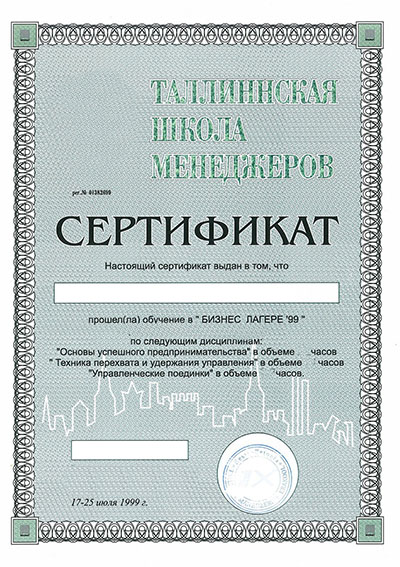 ТАЛЛИННСКАЯ
ШКОЛА
МЕНЕДЖЕРОВ
рег.№
СЕРТИФИКАТ
Настоящий сертификат выдан в том, что
прошел(ла) обучение в " БИЗНЕС ЛАГЕРЕ '99 "
по следующим дисциплинам:
"Основы успешного предпринимательства" в объеме часов
" Техника перехвата и удержания управления" в объеме часов
"Управленческие поединки" в объеме часов.
17-25 июля 1999 г.